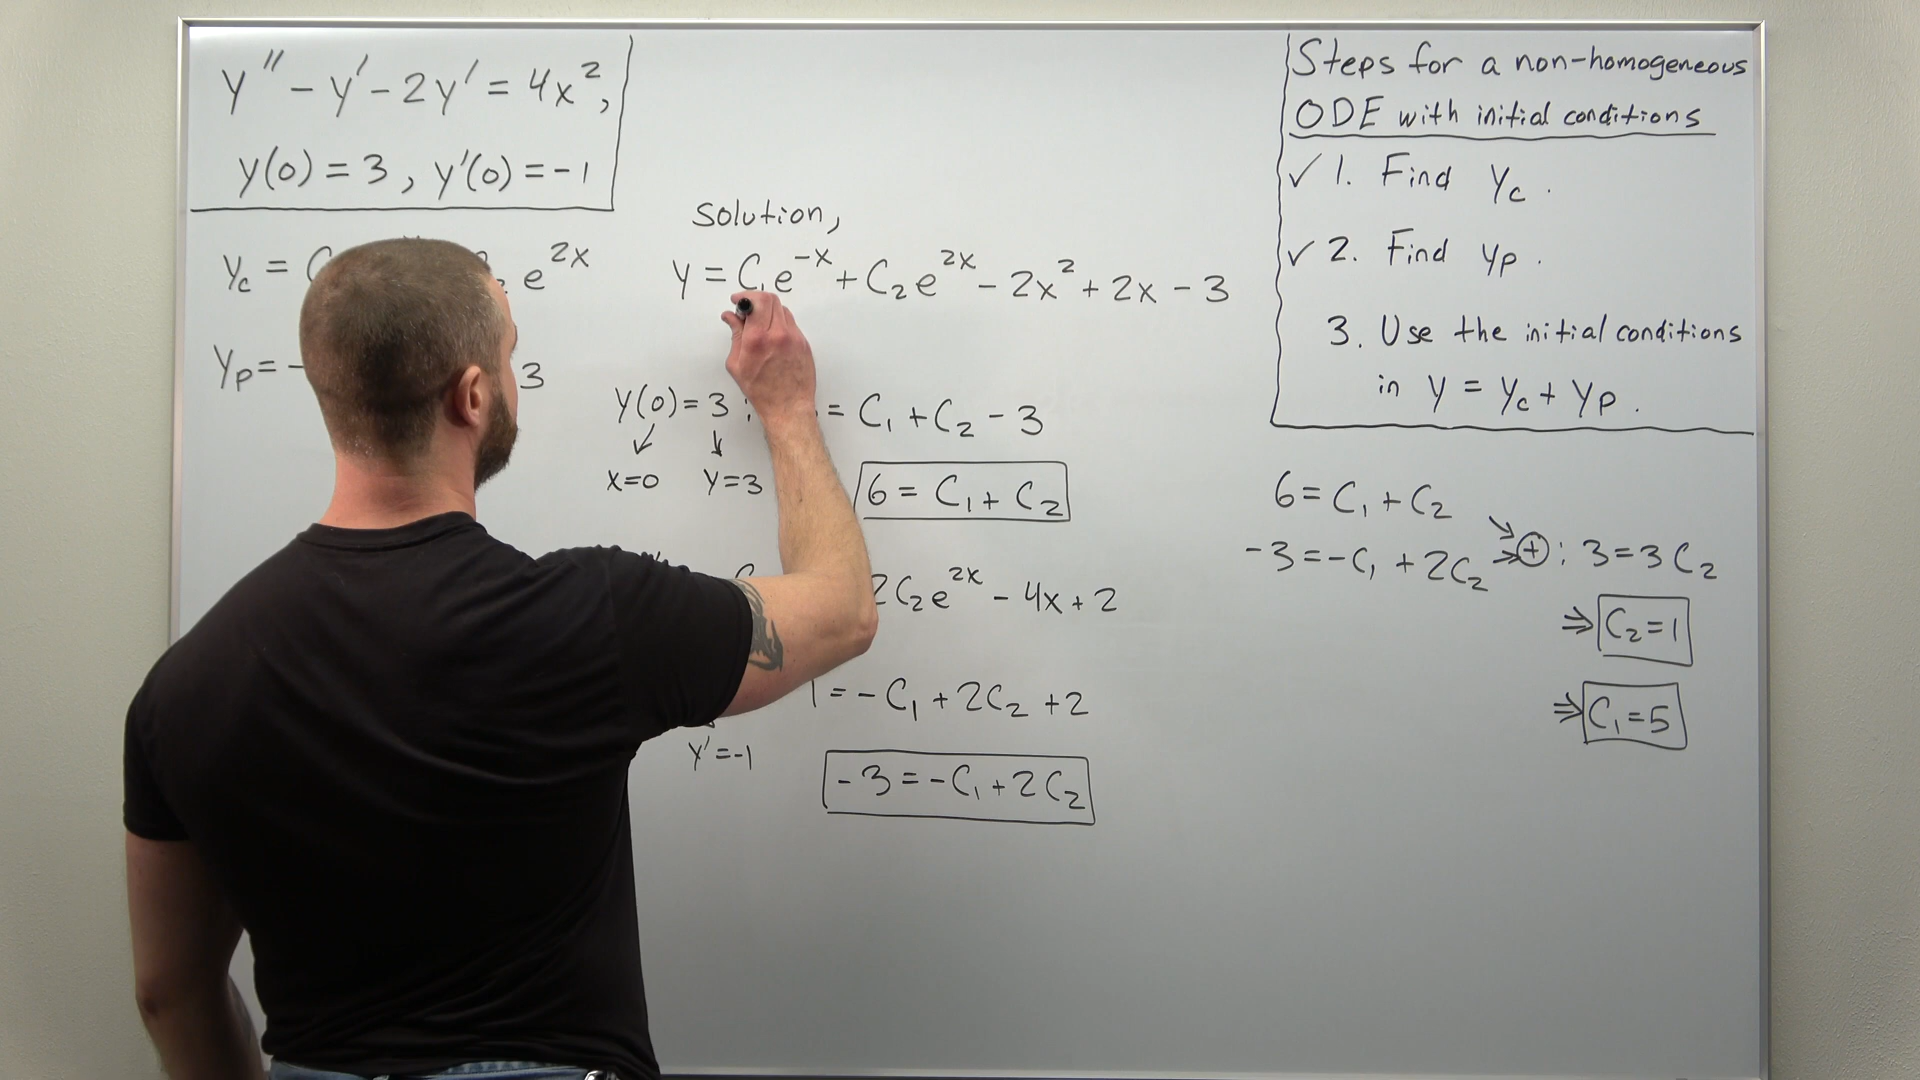 y'' - y' - 2y' = 4x²,
y(0) = 3, y'(0) = -1
y_c = C e^{2x}
y_p = - 3
Solution,
y = C₁e^{-x} + C₂e^{2x} - 2x² + 2x - 3
y(0) = 3 : = C₁ + C₂ - 3
x=0 y=3
6 = C₁ + C₂
2C₂e^{2x} - 4x + 2
1 = -C₁ + 2C₂ + 2
y' = -1
-3 = -C₁ + 2C₂
Steps for a non-homogeneous
ODE with initial conditions
✓ 1. Find y_c.
✓ 2. Find y_p.
3. Use the initial conditions
in y = y_c + y_p.
6 = C₁ + C₂
-3 = -C₁ + 2C₂ ⊕ : 3 = 3C₂
⇒ C₂ = 1
⇒ C₁ = 5